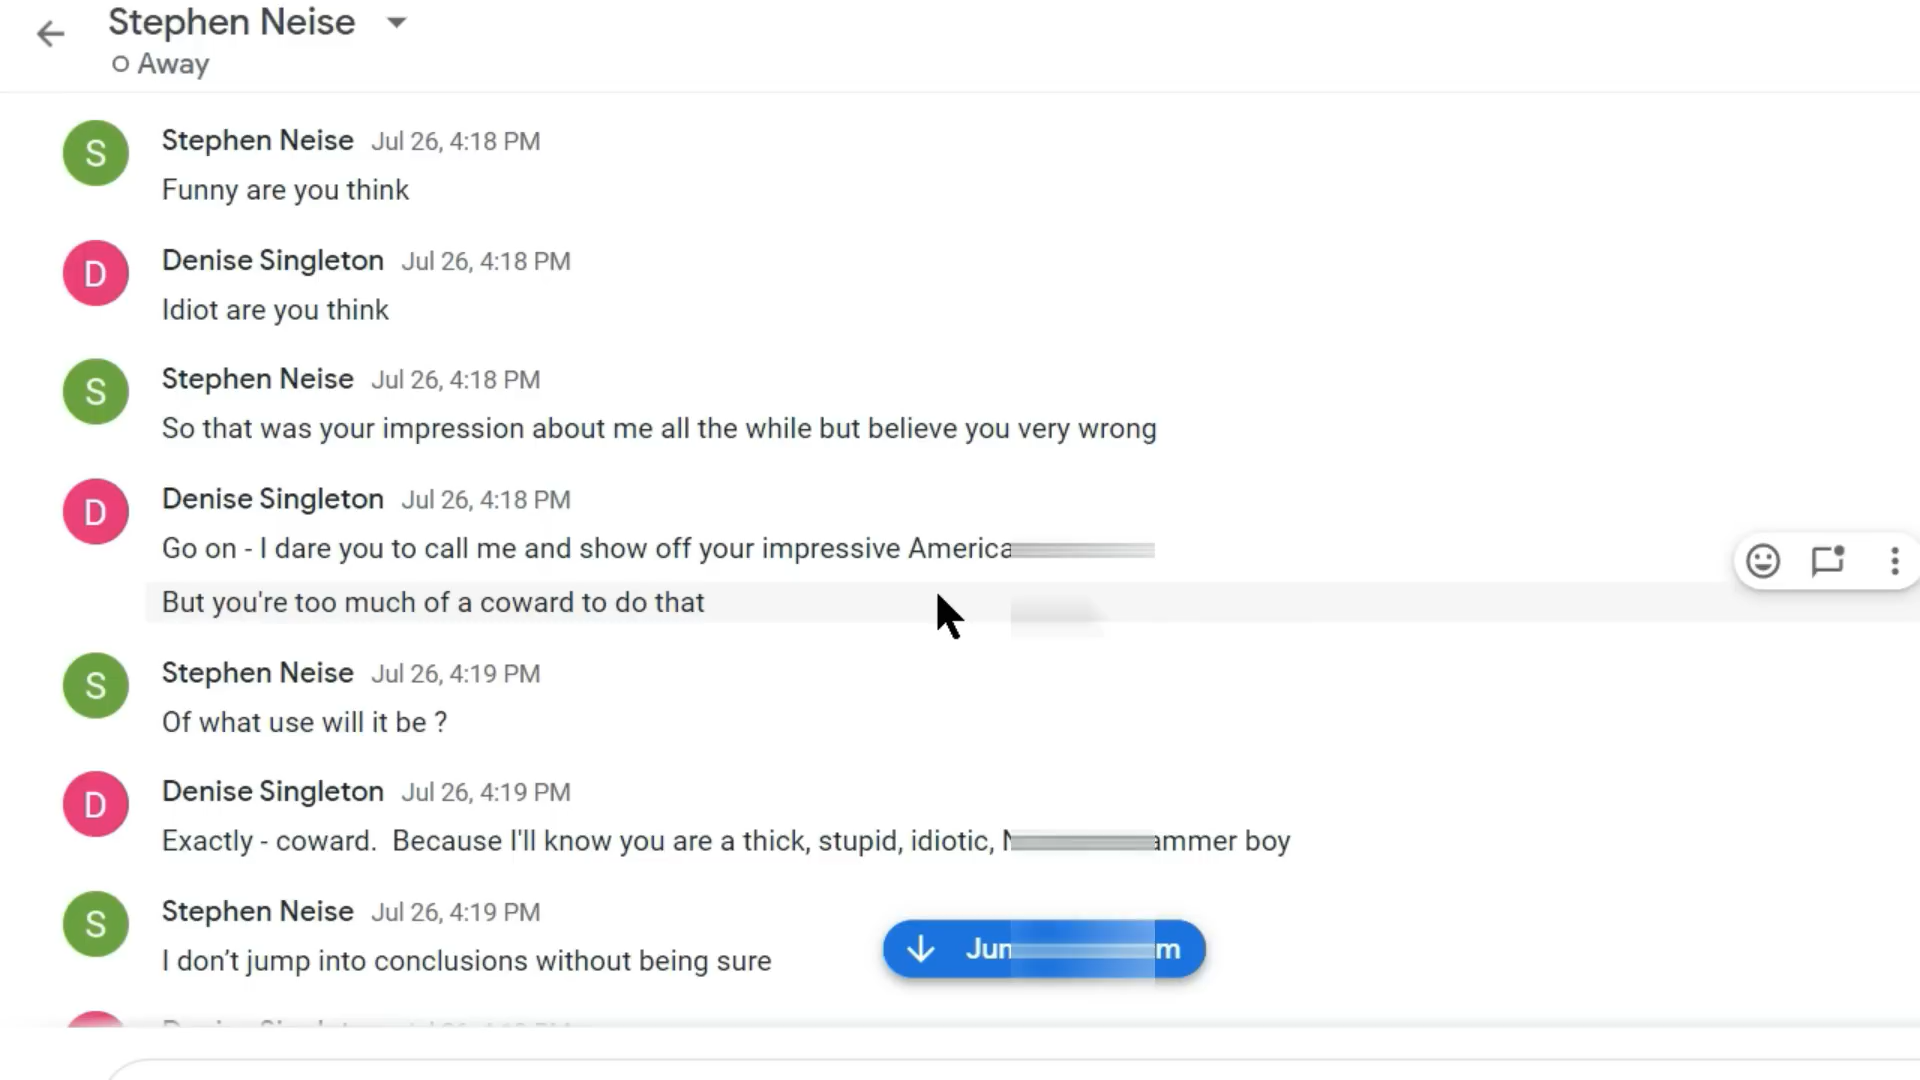 Stephen Neise
Away
Stephen Neise Jul 26, 4:18 PM
Funny are you think
Denise Singleton Jul 26, 4:18 PM
Idiot are you think
Stephen Neise Jul 26, 4:18 PM
So that was your impression about me all the while but believe you very wrong
Denise Singleton Jul 26, 4:18 PM
Go on - I dare you to call me and show off your impressive
But you're too much of a coward to do that
Stephen Neise Jul 26, 4:19 PM
Of what use will it be ?
Denise Singleton Jul 26, 4:19 PM
Exactly - coward.  Because I'll know you are a thick, stupid, idiotic, boy
Stephen Neise Jul 26, 4:19 PM
I don’t jump into conclusions without being sure